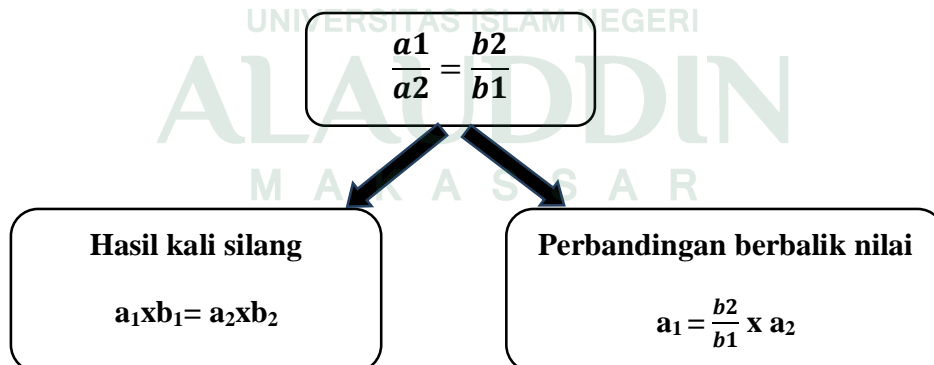 UNIVERSITAS ISLAM NEGERI
ALAUDDIN
MAKASSAR
a1/a2 = b2/b1
Hasil kali silang
a₁xb₁= a₂xb₂
Perbandingan berbalik nilai
a₁ = b2/b1 x a₂